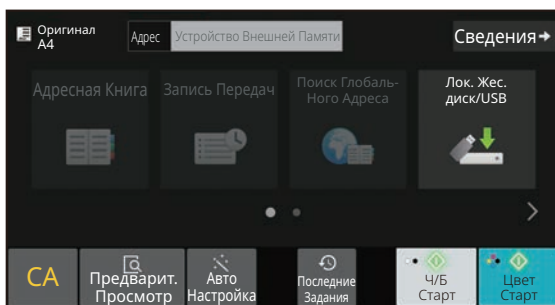 Оригинал
A4
Адрес
Устройство Внешней Памяти
Сведения
Адресная Книга
Запись Передач
Поиск Глобаль-
Ного Адреса
Лок. Жес.
диск/USB
CA
Предварит.
Просмотр
Авто
Настройка
Последние
Задания
Ч/Б
Старт
Цвет
Старт